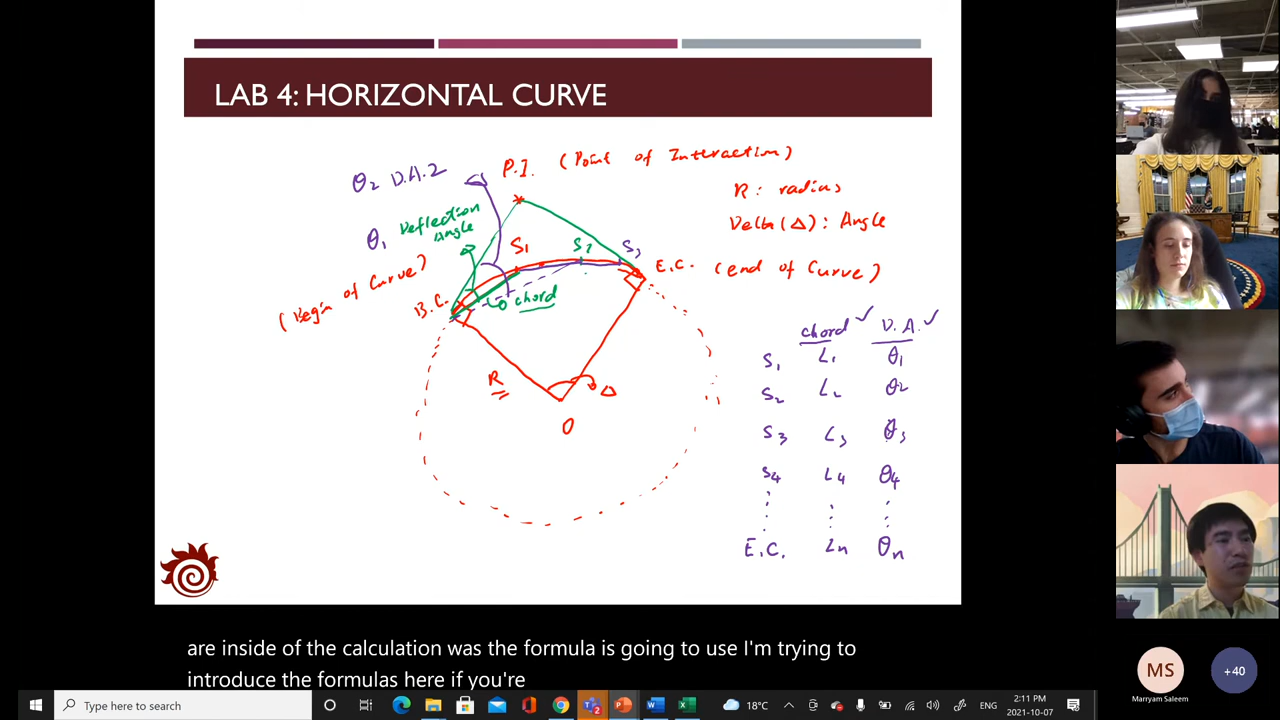 LAB 4: HORIZONTAL CURVE
P.I. (Point of Interaction)
θ2 D.A.2
R: radius
Deflection
Angle
θ1
Delta (Δ): Angle
S1
S2
S3
E.C. (end of Curve)
B.C.
(Begin of Curve)
chord
R
Δ
O
chord ✓ D.A. ✓
S1 L1 θ1
S2 L2 θ2
S3 L3 θ3
S4 L4 θ4
E.C. Ln θn
are inside of the calculation was the formula is going to use I'm trying to
introduce the formulas here if you're
MS
Marryam Saleem
+40
Type here to search
18°C
ENG
2:11 PM
2021-10-07